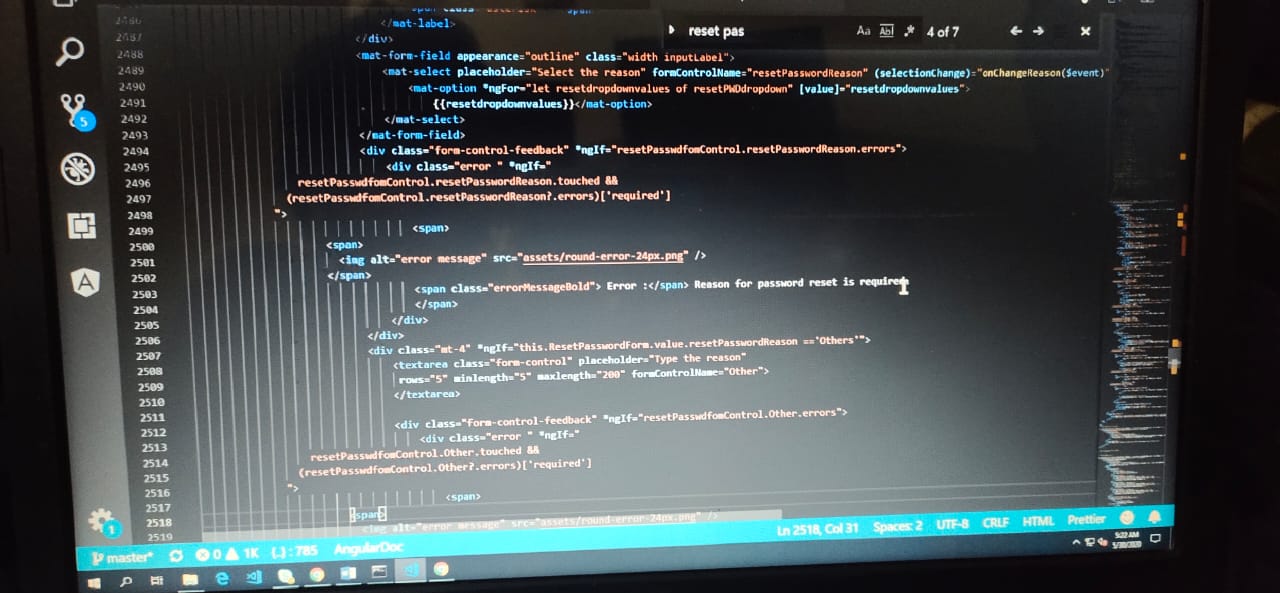 reset pas
Aa Abl .* 4 of 7
2486
2487 </mat-label>
2488 </div>
2489 <mat-form-field appearance="outline" class="width inputLabel">
2490 <mat-select placeholder="Select the reason" formControlName="resetPasswordReason" (selectionChange)="onChangeReason($event)"
2491 <mat-option *ngFor="let resetdropdownvalues of resetPWDdropdown" [value]="resetdropdownvalues">
2492 {{resetdropdownvalues}}</mat-option>
2493 </mat-select>
2494 </mat-form-field>
2495 <div class="form-control-feedback" *ngIf="resetPasswdfomControl.resetPasswordReason.errors">
2496 <div class="error " *ngIf="
2497 resetPasswdfomControl.resetPasswordReason.touched &&
2498 (resetPasswdfomControl.resetPasswordReason?.errors)['required']
2499 ">
2500 <span>
2501 <span>
2502 <img alt="error message" src="assets/round-error-24px.png" />
2503 </span>
2504 <span class="errorMessageBold"> Error :</span> Reason for password reset is required
2505 </span>
2506 </div>
2507 </div>
2508 <div class="mt-4" *ngIf="this.ResetPasswordForm.value.resetPasswordReason =='Others'">
2509 <textarea class="form-control" placeholder="Type the reason"
2510 rows="5" minlength="5" maxlength="200" formControlName="Other">
2511 </textarea>
2512
2513 <div class="form-control-feedback" *ngIf="resetPasswdfomControl.Other.errors">
2514 <div class="error " *ngIf="
2515 resetPasswdfomControl.Other.touched &&
2516 (resetPasswdfomControl.Other?.errors)['required']
2517 ">
2518 <span>
2519 <span>
<img alt="error message" src="assets/round-error-24px.png" />
5
1
master* 0 1K {..} : 785 AngularDoc Ln 2518, Col 31 Spaces: 2 UTF-8 CRLF HTML Prettier
5:22 AM
5/30/2020